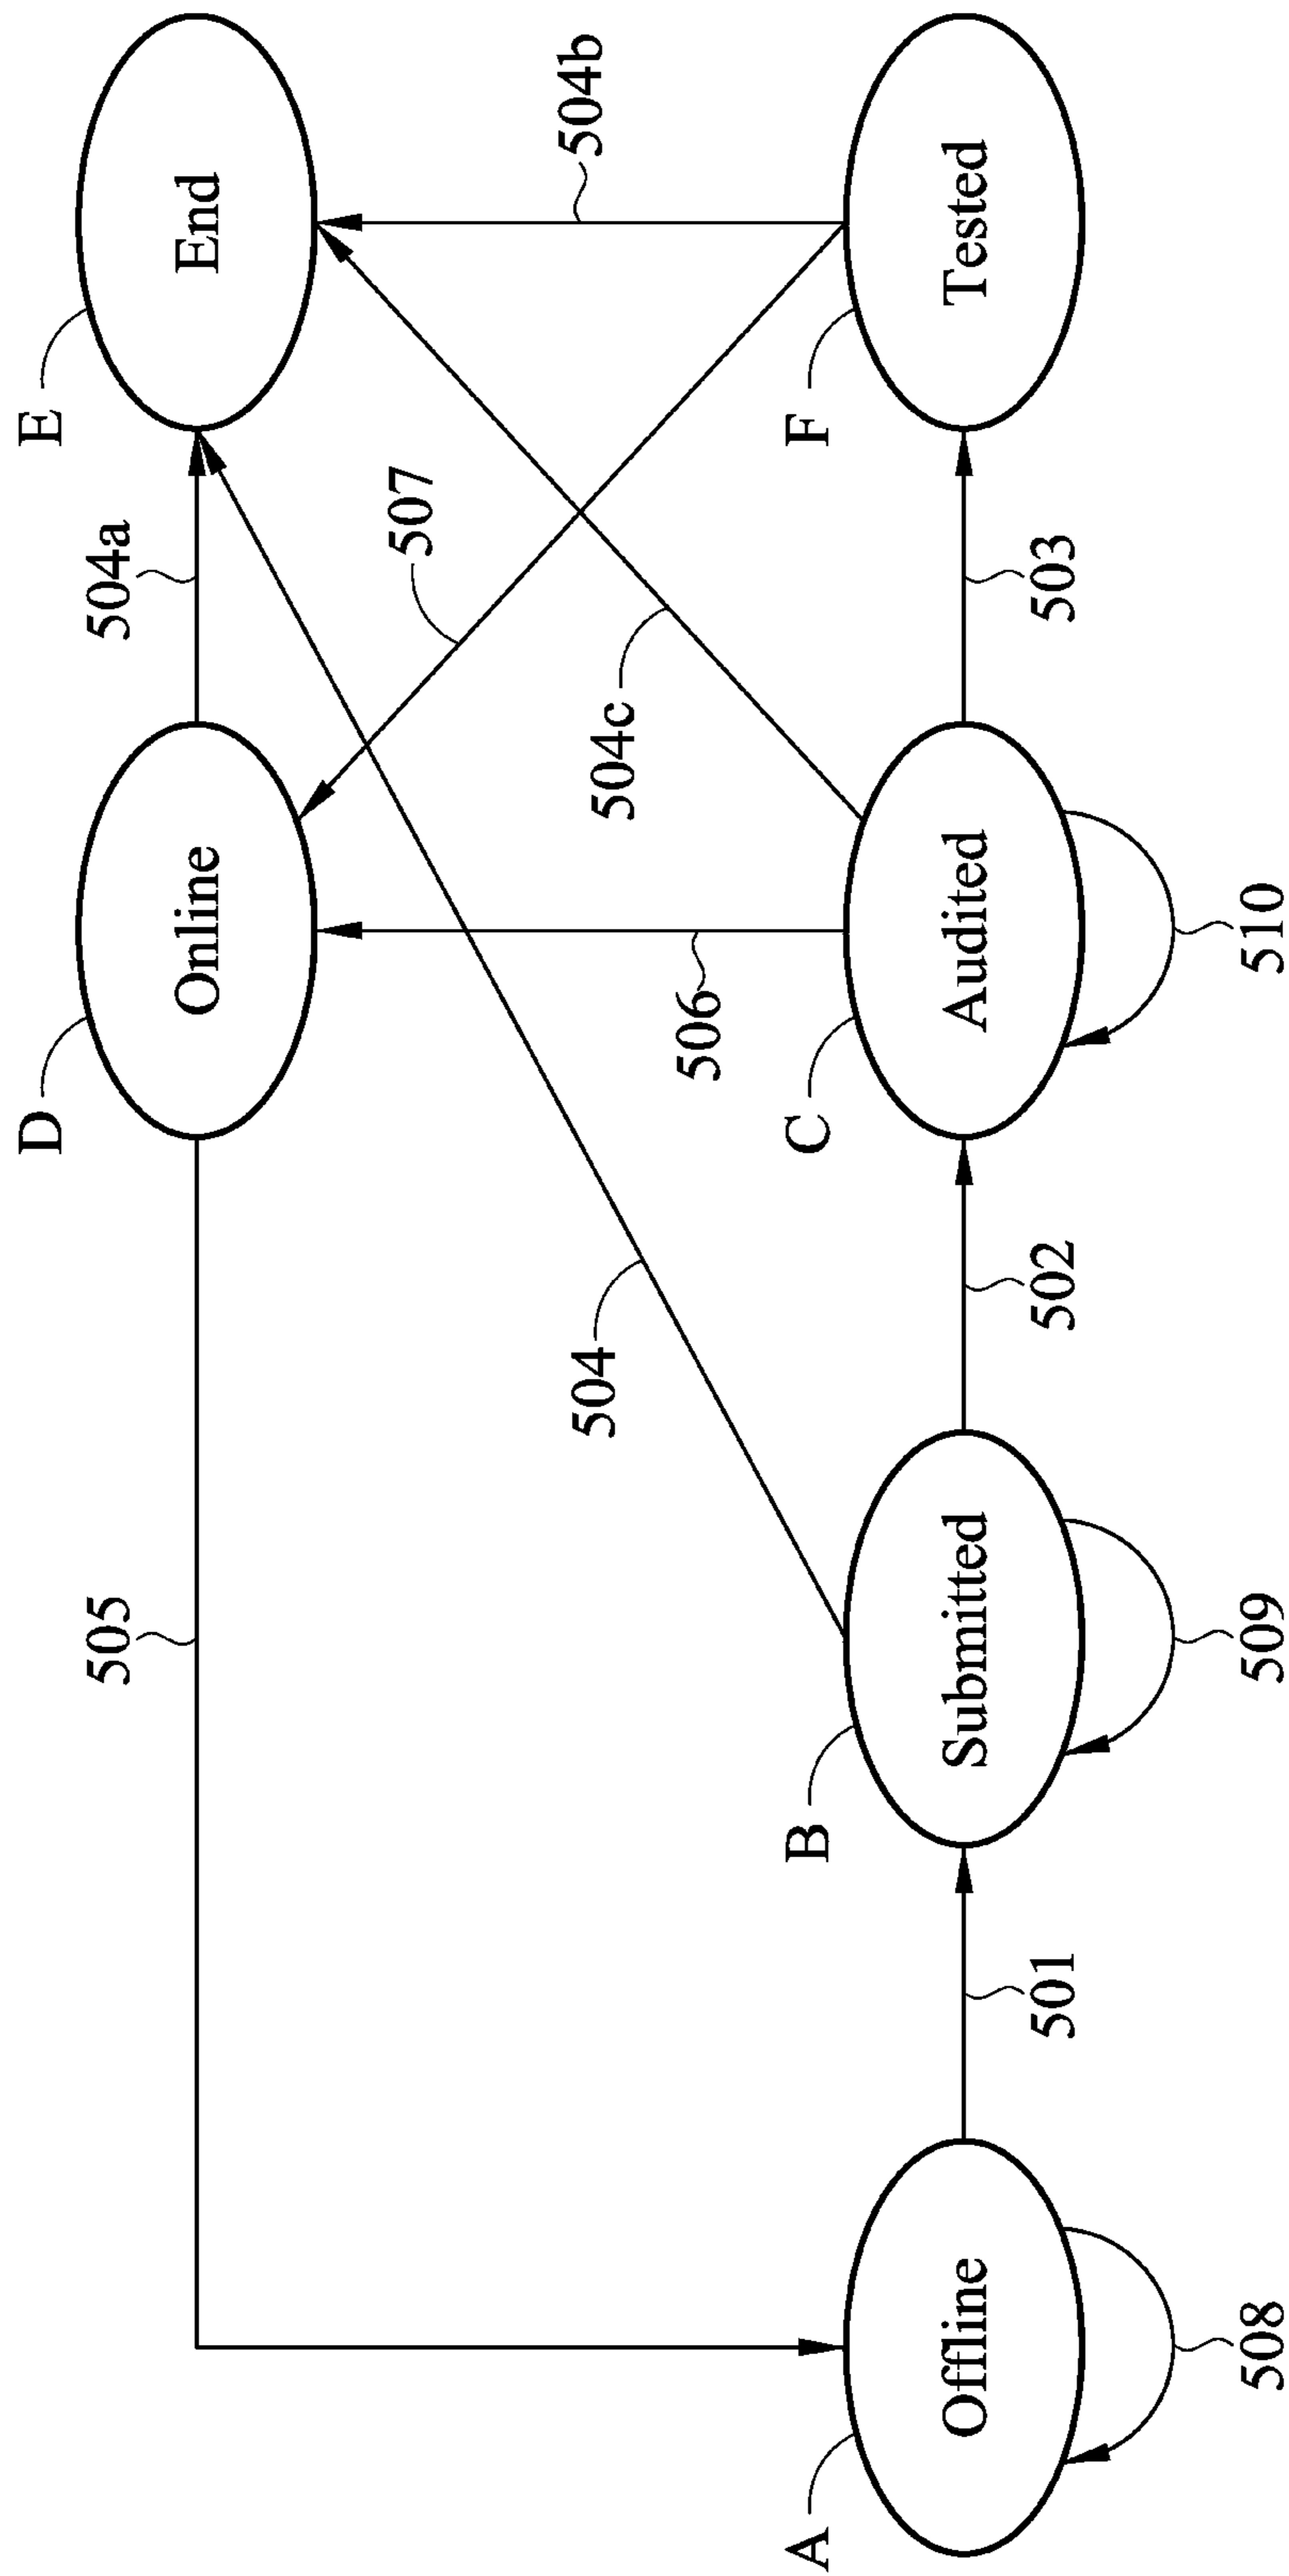 505
D
Online
504a
E
End
504
506
507
504c
504b
A
Offline
B
Submitted
C
Audited
F
Tested
501
502
503
508
509
510